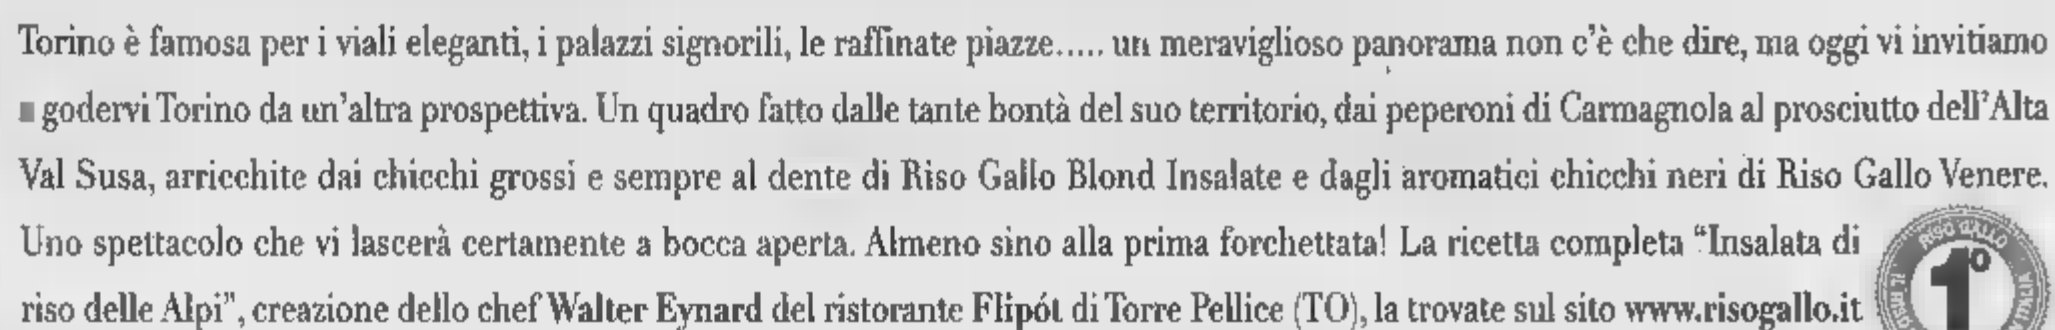 Torino è famosa per i viali eleganti, i palazzi signorili, le raffinate piazze..... un meraviglioso panorama non c'è che dire, ma oggi vi invitiamo
a godervi Torino da un'altra prospettiva. Un quadro fatto dalle tante bontà del suo territorio, dai peperoni di Carmagnola al prosciutto dell'Alta
Val Susa, arricchite dai chicchi grossi e sempre al dente di Riso Gallo Blond Insalate e dagli aromatici chicchi neri di Riso Gallo Venere.
Uno spettacolo che vi lascerà certamente a bocca aperta. Almeno sino alla prima forchettata! La ricetta completa "Insalata di
riso delle Alpi", creazione dello chef Walter Eynard del ristorante Flipót di Torre Pellice (TO), la trovate sul sito www.risogallo.it
RISO GALLO
1°